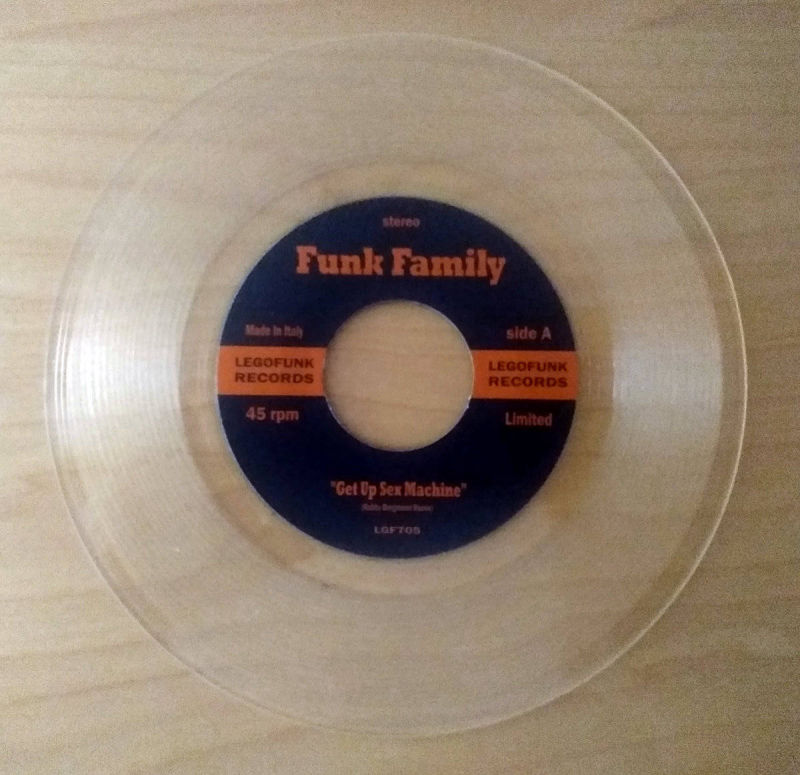 stereo
Funk Family
Made In Italy
side A
LEGOFUNK
RECORDS
LEGOFUNK
RECORDS
45 rpm
Limited
"Get Up Sex Machine"
LGF705